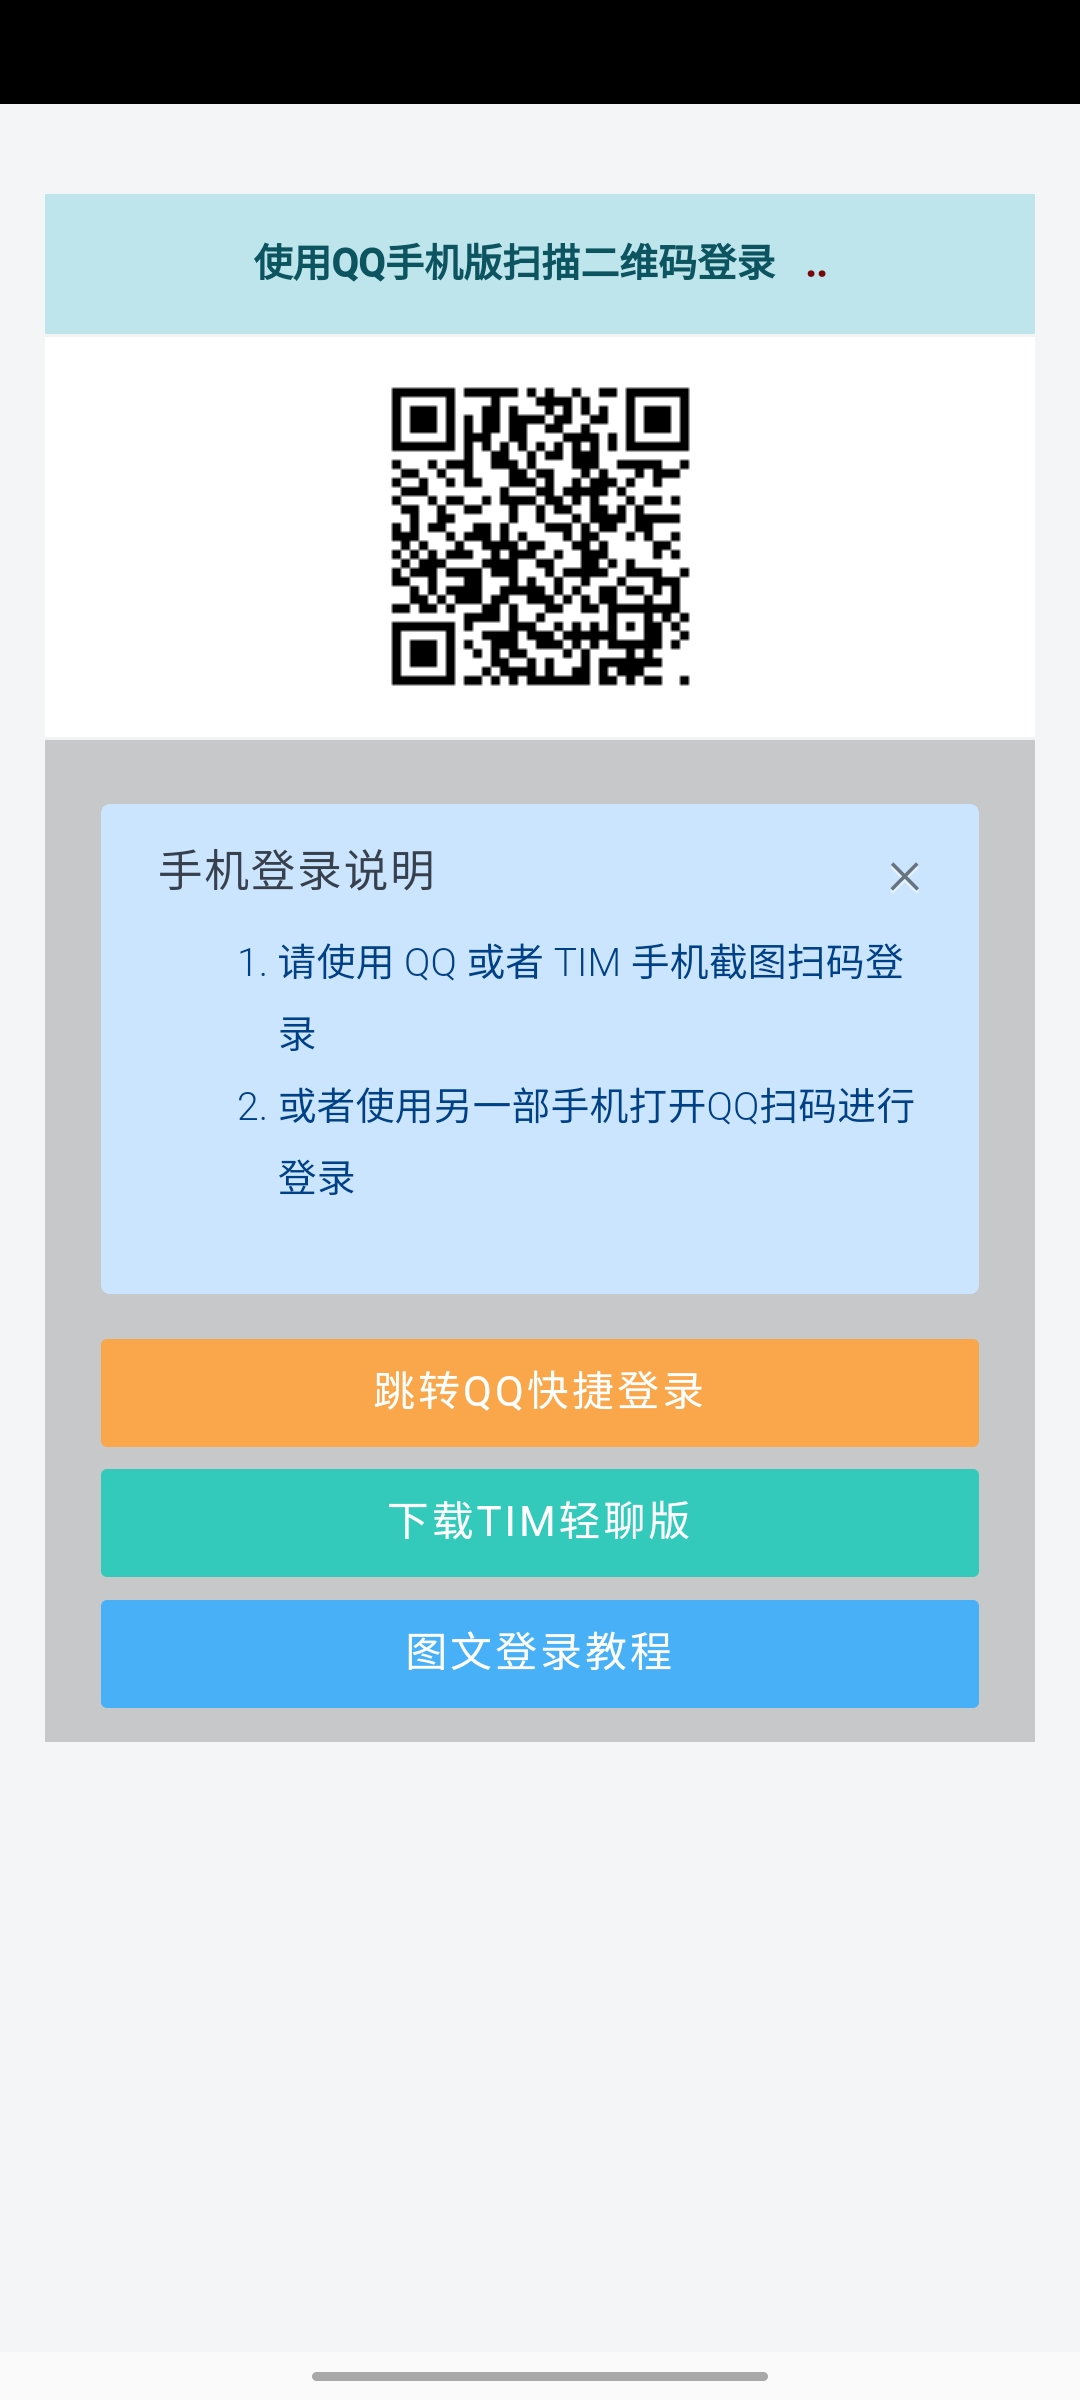 使用QQ手机版扫描二维码登录 ..
手机登录说明
1. 请使用 QQ 或者 TIM 手机截图扫码登
录
2. 或者使用另一部手机打开QQ扫码进行
登录
跳转QQ快捷登录
下载TIM轻聊版
图文登录教程